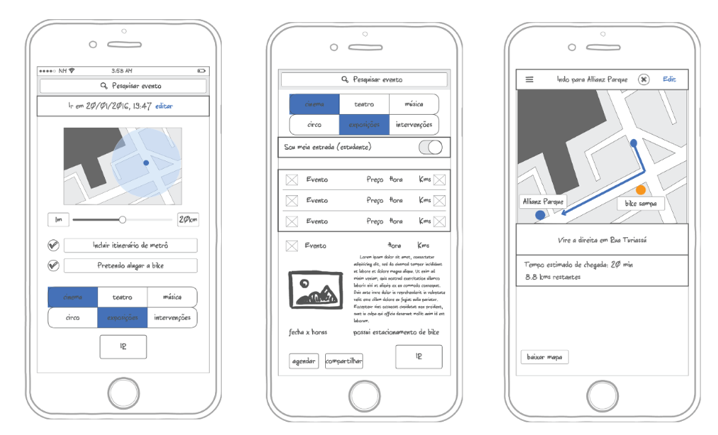 NM 3:53 AM
Pesquisar evento
Ir em 20/01/2016, 19:47 editar
1m 20km
Incluir itinerário de metrô
Pretendo alugar a bike
cinema teatro música
circo exposições intervenções
IR
Pesquisar evento
cinema teatro música
circo exposições intervenções
Sou meia entrada (estudante)
Evento Preço Hora Kms
Evento Preço Hora Kms
Evento Preço Hora Kms
Evento Hora Kms
Lorem ipsum dolor sit amet, consectetur
adipisicing elit, sed do eiusmod tempor incididunt
ut labore et dolore magna aliqua. Ut enim ad
minim veniam, quis nostrud exercitation ullamco
laboris nisi ut aliquip ex ea commodo consequat.
Duis aute irure dolor in reprehenderit in voluptate
velit esse cillum dolore eu fugiat nulla pariatur.
Excepteur sint occaecat cupidatat non proident,
sunt in culpa qui officia deserunt mollit anim id est
laborum.
fecha x horas possui estacionamento de bike
agendar compartilhar IR
Indo para Allianz Parque Edit
Allianz Parque
bike sampa
Vire a direita em Rua Turiassú
Tempo estimado de chegada: 20 min
8.8 kms restantes
baixar mapa